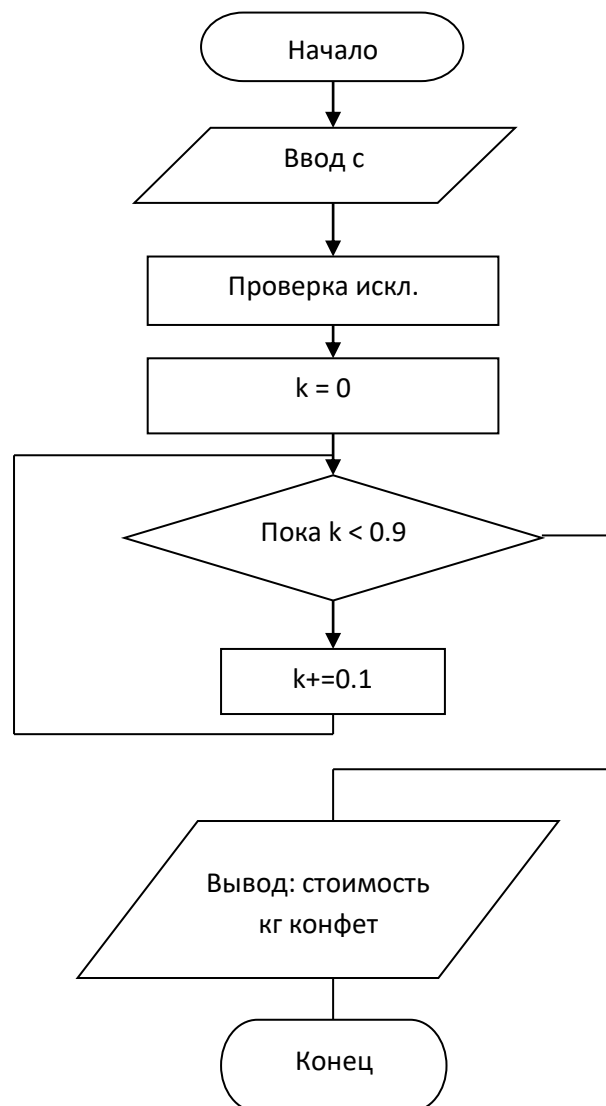 Начало
Ввод с
Проверка искл.
k = 0
Пока k < 0.9
k+=0.1
Вывод: стоимость
кг конфет
Конец